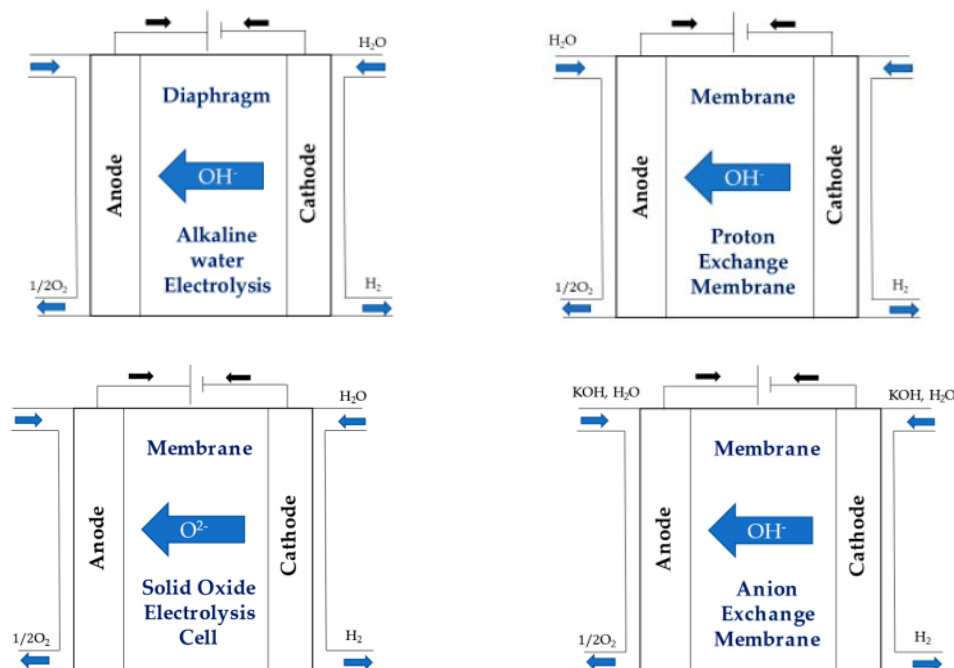 H₂O
Diaphragm
Anode
OH⁻
Cathode
Alkaline
water
Electrolysis
1/2O₂
H₂
H₂O
Membrane
Anode
OH⁻
Cathode
Proton
Exchange
Membrane
1/2O₂
H₂
H₂O
Membrane
Anode
O²⁻
Cathode
Solid Oxide
Electrolysis
Cell
1/2O₂
H₂
KOH, H₂O
KOH, H₂O
Membrane
Anode
OH⁻
Cathode
Anion
Exchange
Membrane
1/2O₂
H₂